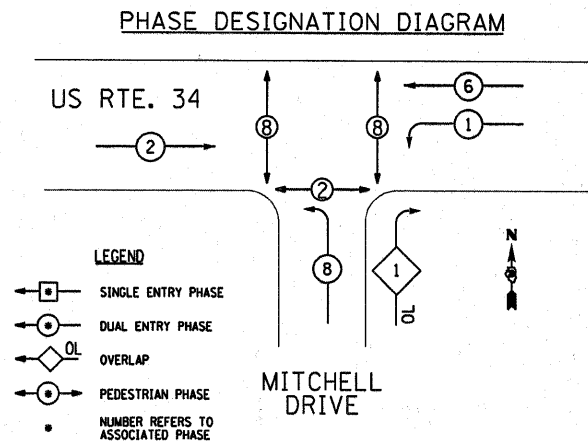 PHASE DESIGNATION DIAGRAM
US RTE. 34
6
8
8
1
2
2
LEGEND
N
8
1
OL
* SINGLE ENTRY PHASE
* DUAL ENTRY PHASE
OL OVERLAP
* PEDESTRIAN PHASE
* NUMBER REFERS TO
ASSOCIATED PHASE
MITCHELL
DRIVE